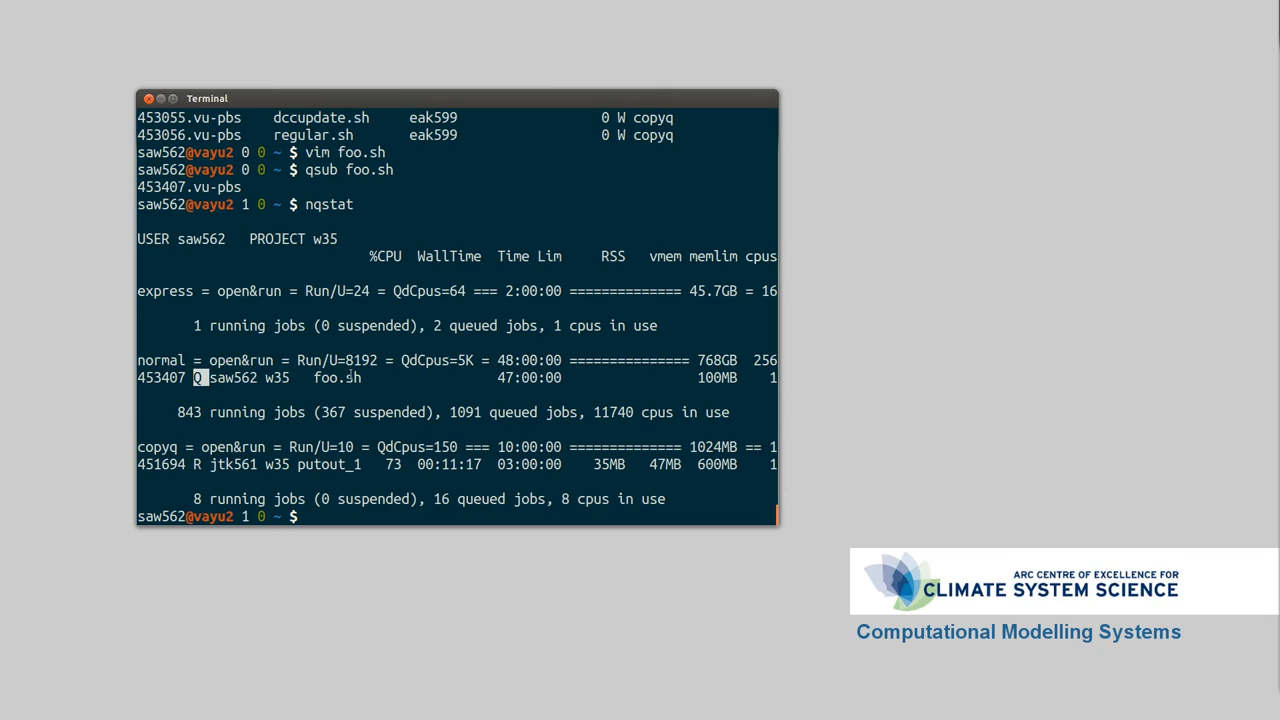 Terminal
453055.vu-pbs    dccupdate.sh     eak599                  0 W copyq
453056.vu-pbs    regular.sh       eak599                  0 W copyq
saw562@vayu2 0 0 ~ $ vim foo.sh
saw562@vayu2 0 0 ~ $ qsub foo.sh
453407.vu-pbs
saw562@vayu2 1 0 ~ $ nqstat
USER saw562   PROJECT w35
%CPU  WallTime  Time Lim     RSS   vmem memlim cpus
express = open&run = Run/U=24 = QdCpus=64 === 2:00:00 ============== 45.7GB = 16
1 running jobs (0 suspended), 2 queued jobs, 1 cpus in use
normal = open&run = Run/U=8192 = QdCpus=5K = 48:00:00 =============== 768GB  256
453407 Q saw562 w35   foo.sh                 47:00:00                 100MB    1
843 running jobs (367 suspended), 1091 queued jobs, 11740 cpus in use
copyq = open&run = Run/U=10 = QdCpus=150 === 10:00:00 ============== 1024MB == 1
451694 R jtk561 w35 putout_1   73  00:11:17  03:00:00    35MB   47MB  600MB    1
8 running jobs (0 suspended), 16 queued jobs, 8 cpus in use
saw562@vayu2 1 0 ~ $
ARC CENTRE OF EXCELLENCE FOR
CLIMATE SYSTEM SCIENCE
Computational Modelling Systems